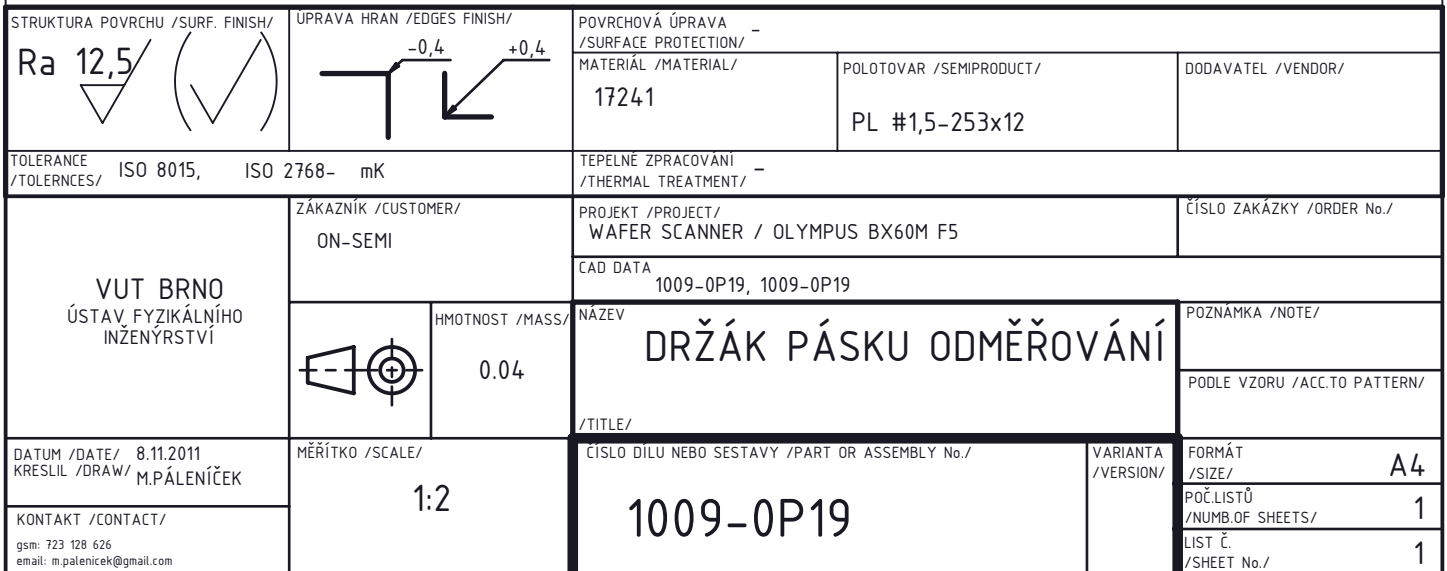 STRUKTURA POVRCHU /SURF. FINISH/
Ra 12,5
ÚPRAVA HRAN /EDGES FINISH/
-0,4
+0,4
POVRCHOVÁ ÚPRAVA
/SURFACE PROTECTION/ -
MATERIÁL /MATERIAL/
17241
POLOTOVAR /SEMIPRODUCT/
PL #1,5-253x12
DODAVATEL /VENDOR/
TOLERANCE
/TOLERNCES/ ISO 8015, ISO 2768- mK
TEPELNÉ ZPRACOVÁNÍ
/THERMAL TREATMENT/ -
VUT BRNO
ÚSTAV FYZIKÁLNÍHO
INŽENÝRSTVÍ
ZÁKAZNÍK /CUSTOMER/
ON-SEMI
PROJEKT /PROJECT/
WAFER SCANNER / OLYMPUS BX60M F5
ČÍSLO ZAKÁZKY /ORDER No./
CAD DATA
1009-0P19, 1009-0P19
HMOTNOST /MASS/
0.04
NÁZEV
DRŽÁK PÁSKU ODMĚŘOVÁNÍ
/TITLE/
POZNÁMKA /NOTE/
PODLE VZORU /ACC.TO PATTERN/
DATUM /DATE/ 8.11.2011
KRESLIL /DRAW/ M.PÁLENÍČEK
MĚŘÍTKO /SCALE/
1:2
ČÍSLO DÍLU NEBO SESTAVY /PART OR ASSEMBLY No./
1009-0P19
VARIANTA
/VERSION/
FORMÁT
/SIZE/ A4
POČ.LISTŮ
/NUMB.OF SHEETS/ 1
LIST Č.
/SHEET No./ 1
KONTAKT /CONTACT/
gsm: 723 128 626
email: m.palenicek@gmail.com